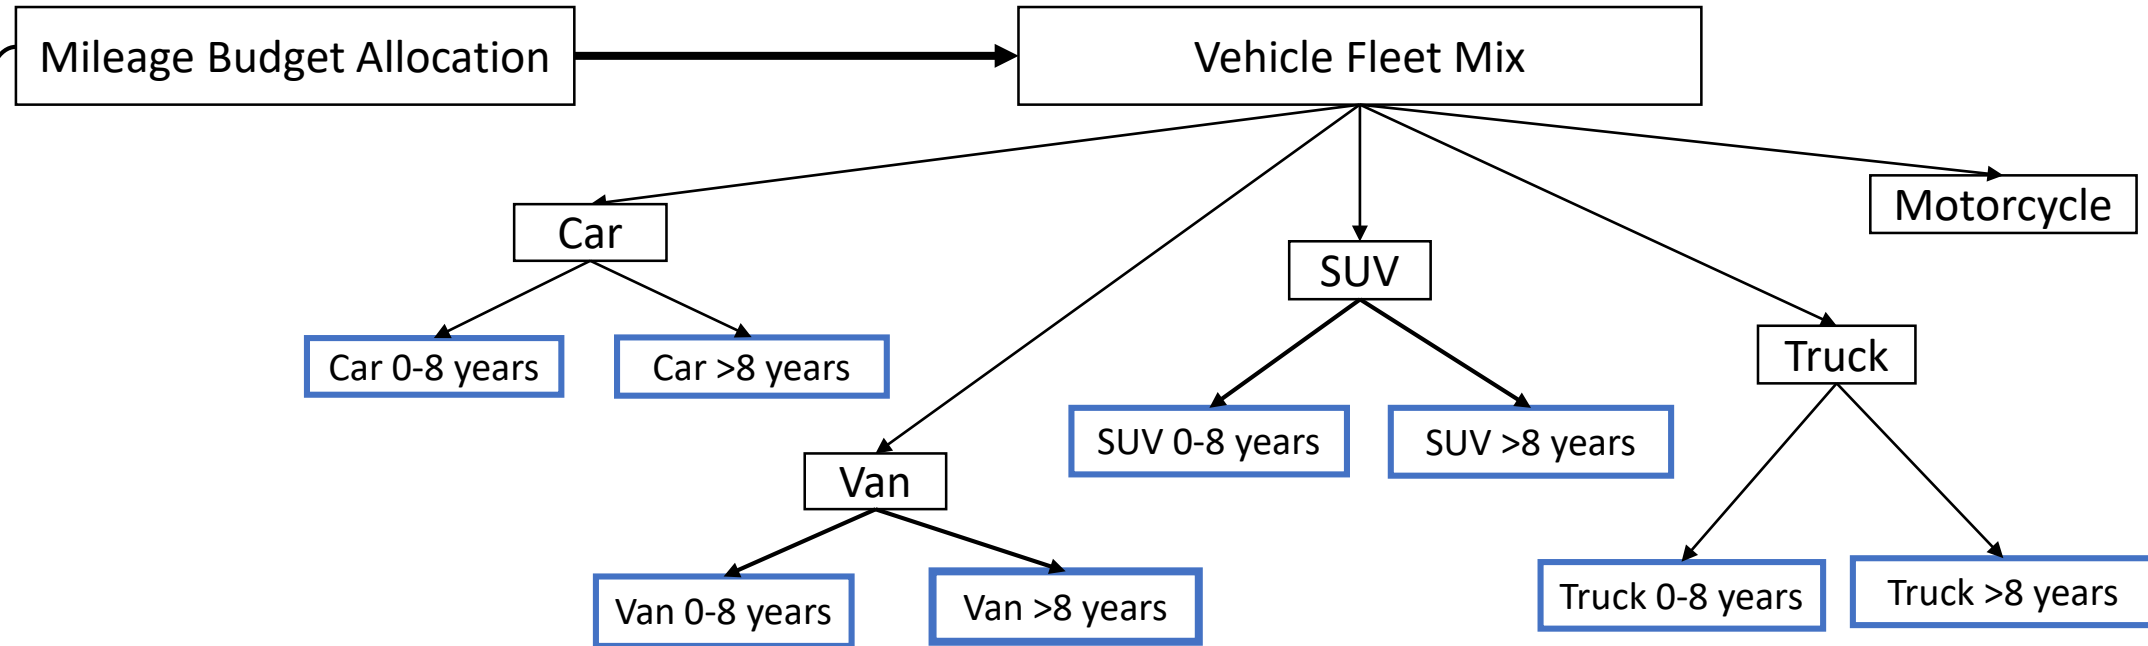 Mileage Budget Allocation
Vehicle Fleet Mix
Motorcycle
Car
SUV
Truck
Car 0-8 years
Car >8 years
SUV 0-8 years
SUV >8 years
Van
Van 0-8 years
Van >8 years
Truck 0-8 years
Truck >8 years